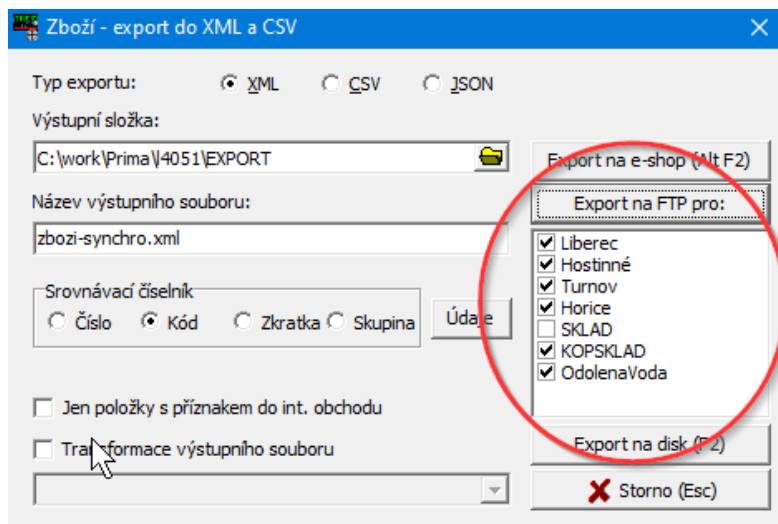 Zboží - export do XML a CSV
Typ exportu: XML CSV JSON
Výstupní složka:
C:\work\Prima\I4051\EXPORT
Export na e-shop (Alt F2)
Název výstupního souboru:
Export na FTP pro:
zbozi-synchro.xml
Liberec
Hostinné
Turnov
Horice
SKLAD
KOPSKLAD
OdolenaVoda
Srovnávací číselník
Číslo Kód Zkratka Skupina
Údaje
Jen položky s příznakem do int. obchodu
Transformace výstupního souboru
Export na disk (F2)
Storno (Esc)